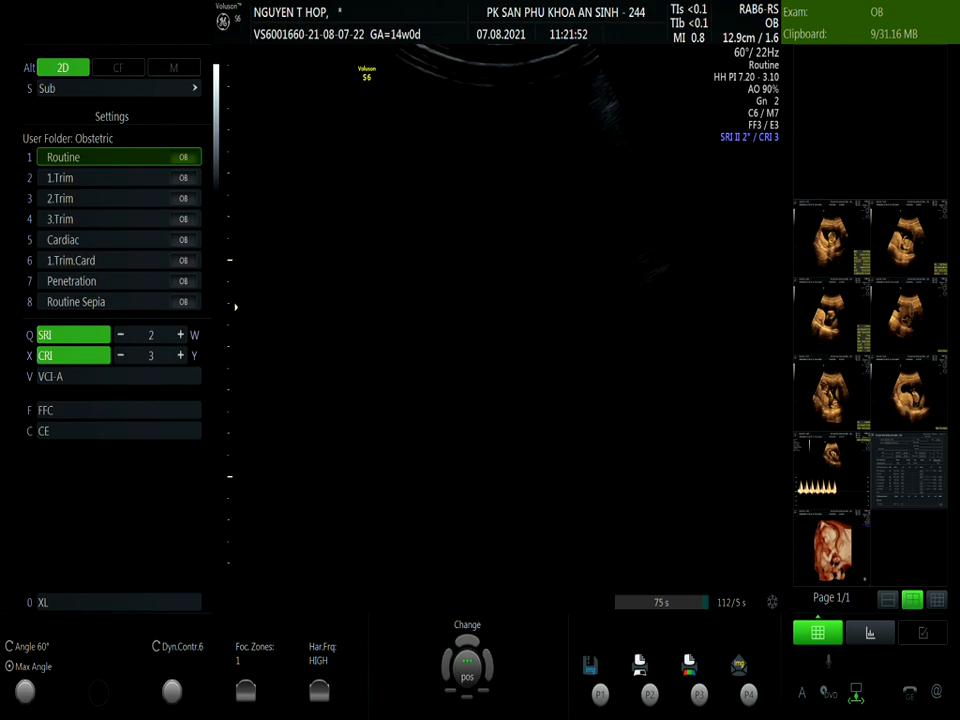 Voluson™
S6
NGUYEN T HOP, *
PK SAN PHU KHOA AN SINH - 244
VS6001660-21-08-07-22 GA=14w0d
07.08.2021
11:21:52
TIs <0.1
TIb <0.1
MI 0.8
RAB6-RS
OB
12.9cm / 1.6
60°/ 22Hz
Routine
HH PI 7.20 - 3.10
AO 90%
Gn 2
C6 / M7
FF3 / E3
SRI II 2" / CRI 3
Exam: OB
Clipboard: 9/31.16 MB
Voluson
S6
Alt 2D CF M
S Sub >
Settings
User Folder: Obstetric
1 Routine OB
2 1.Trim OB
3 2.Trim OB
4 3.Trim OB
5 Cardiac OB
6 1.Trim.Card OB
7 Penetration OB
8 Routine Sepia OB
Q SRI − 2 + W
X CRI − 3 + Y
V VCI-A
F FFC
C CE
0 XL
75 s
112/5 s
Page 1/1
Angle 60°
Max Angle
Dyn.Contr.6
Foc. Zones:
1
Har.Frq:
HIGH
Change
pos
img
P1
P2
P3
P4
A
DVD
@